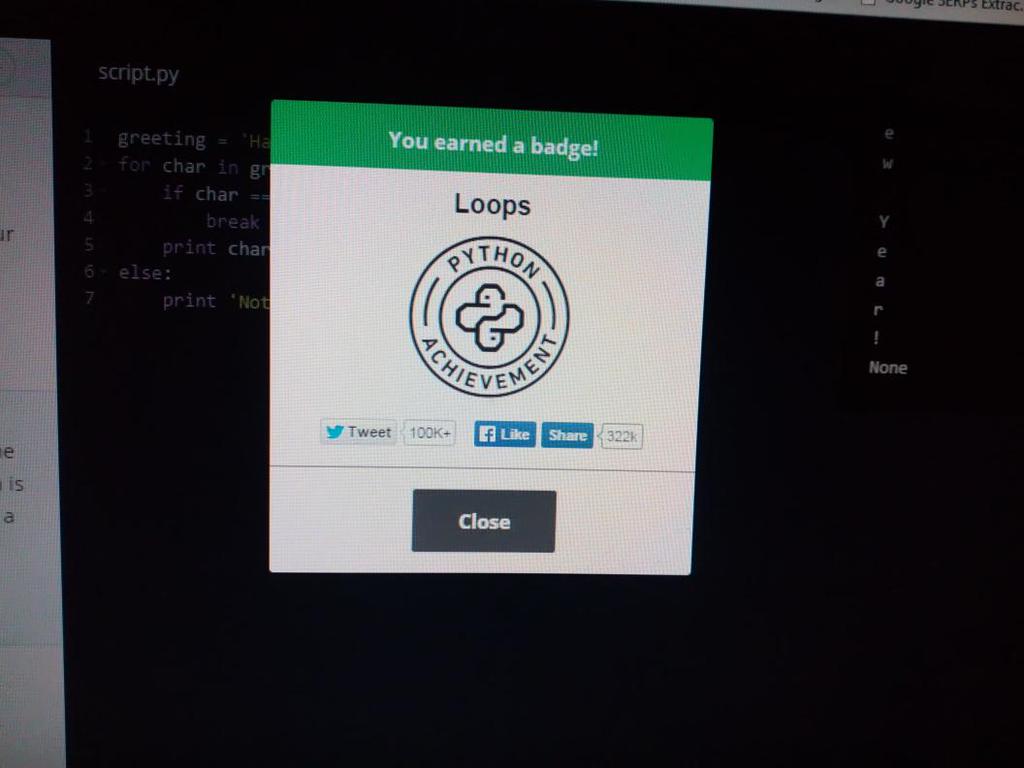 Google SERPs Extrac.
script.py
1 greeting = 'Ha
2 for char in gr
3 if char ==
4 break
5 print char
6 else:
7 print 'Not
You earned a badge!
Loops
PYTHON
ACHIEVEMENT
Tweet 100K+ Like Share 322k
Close
e
w
Y
e
a
r
!
None
ur
e
is
a